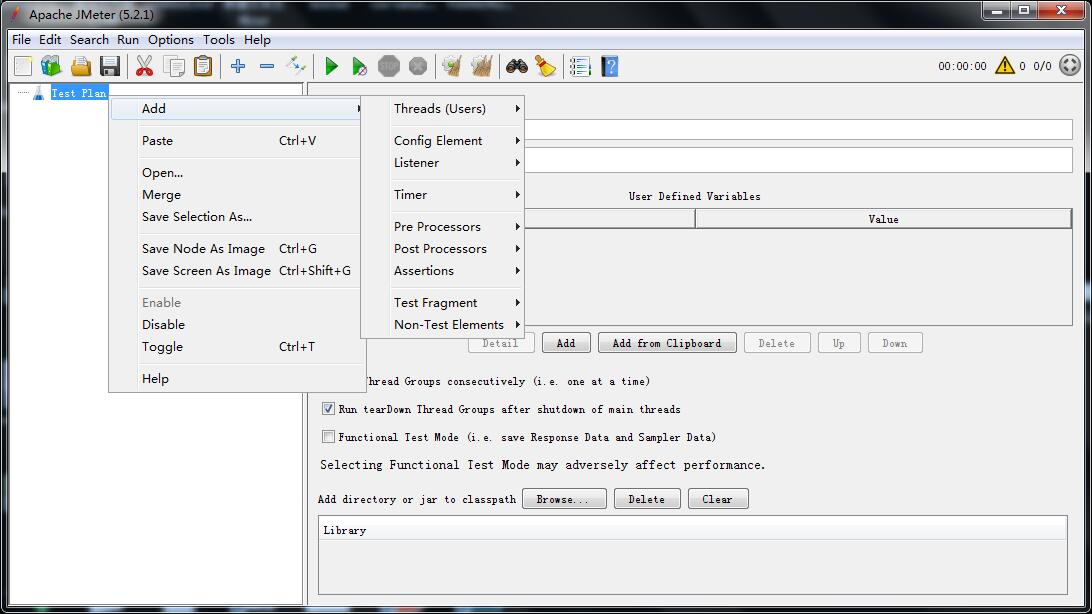 Apache JMeter (5.2.1)
File Edit Search Run Options Tools Help
STOP
00:00:00 0 0/0
Test Plan
Add
Paste Ctrl+V
Open...
Merge
Save Selection As...
Save Node As Image Ctrl+G
Save Screen As Image Ctrl+Shift+G
Enable
Disable
Toggle Ctrl+T
Help
Threads (Users)
Config Element
Listener
Timer
Pre Processors
Post Processors
Assertions
Test Fragment
Non-Test Elements
User Defined Variables
Value
Detail Add Add from Clipboard Delete Up Down
Thread Groups consecutively (i.e. one at a time)
Run tearDown Thread Groups after shutdown of main threads
Functional Test Mode (i.e. save Response Data and Sampler Data)
Selecting Functional Test Mode may adversely affect performance.
Add directory or jar to classpath Browse... Delete Clear
Library